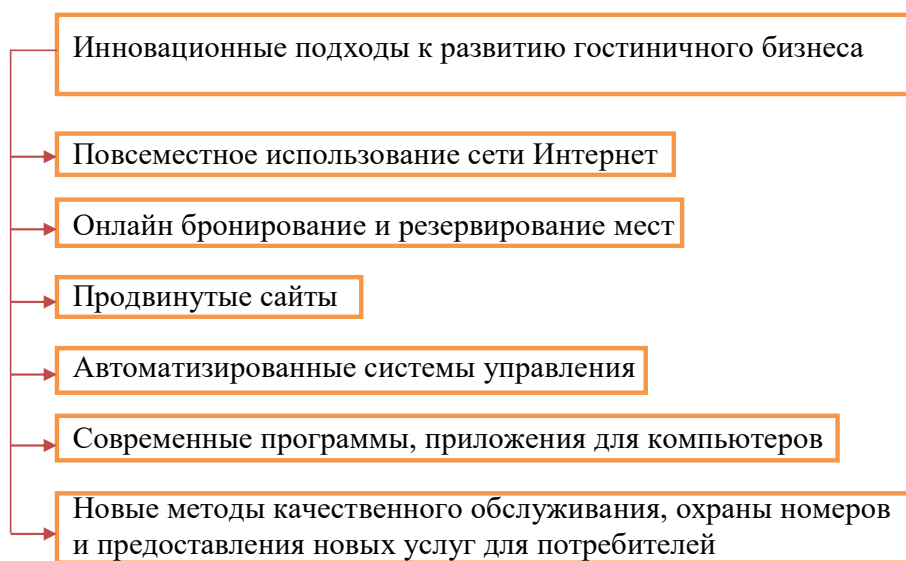 Инновационные подходы к развитию гостиничного бизнеса
Повсеместное использование сети Интернет
Онлайн бронирование и резервирование мест
Продвинутые сайты
Автоматизированные системы управления
Современные программы, приложения для компьютеров
Новые методы качественного обслуживания, охраны номеров
и предоставления новых услуг для потребителей